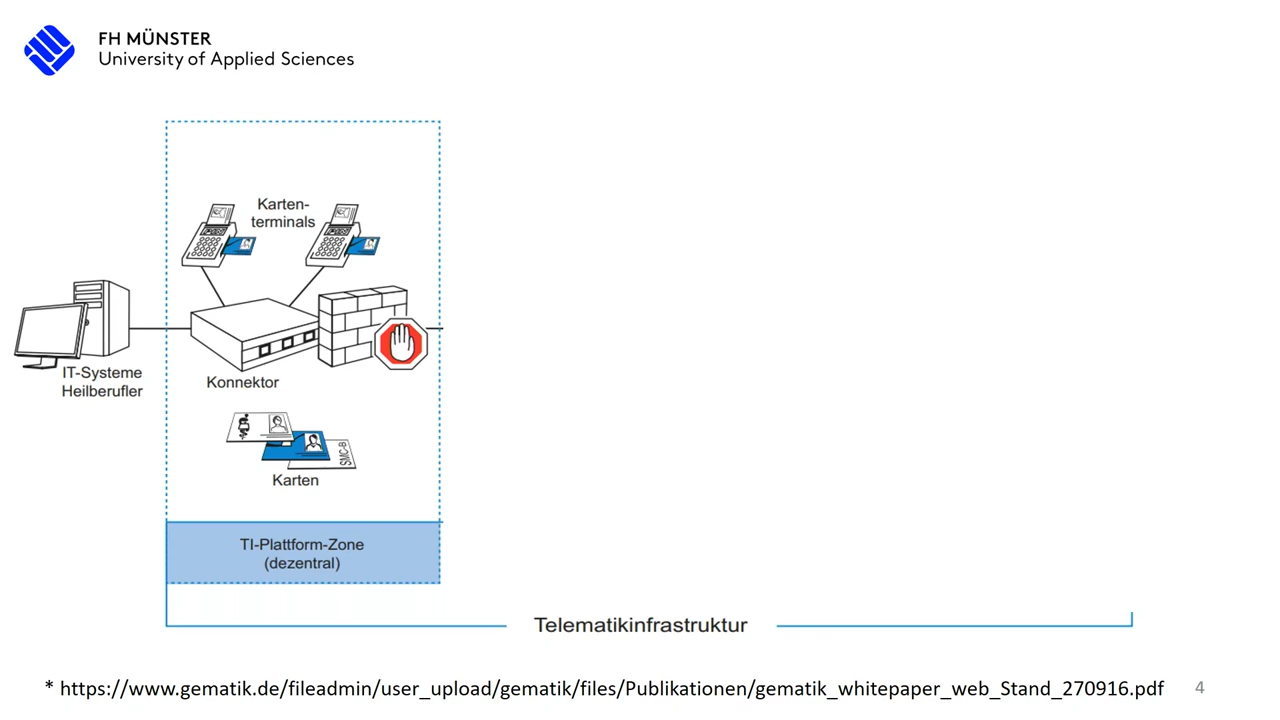 FH MÜNSTER
University of Applied Sciences
Karten-
terminals
IT-Systeme
Heilberufler
Konnektor
SMC-B
Karten
TI-Plattform-Zone
(dezentral)
Telematikinfrastruktur
* https://www.gematik.de/fileadmin/user_upload/gematik/files/Publikationen/gematik_whitepaper_web_Stand_270916.pdf
4